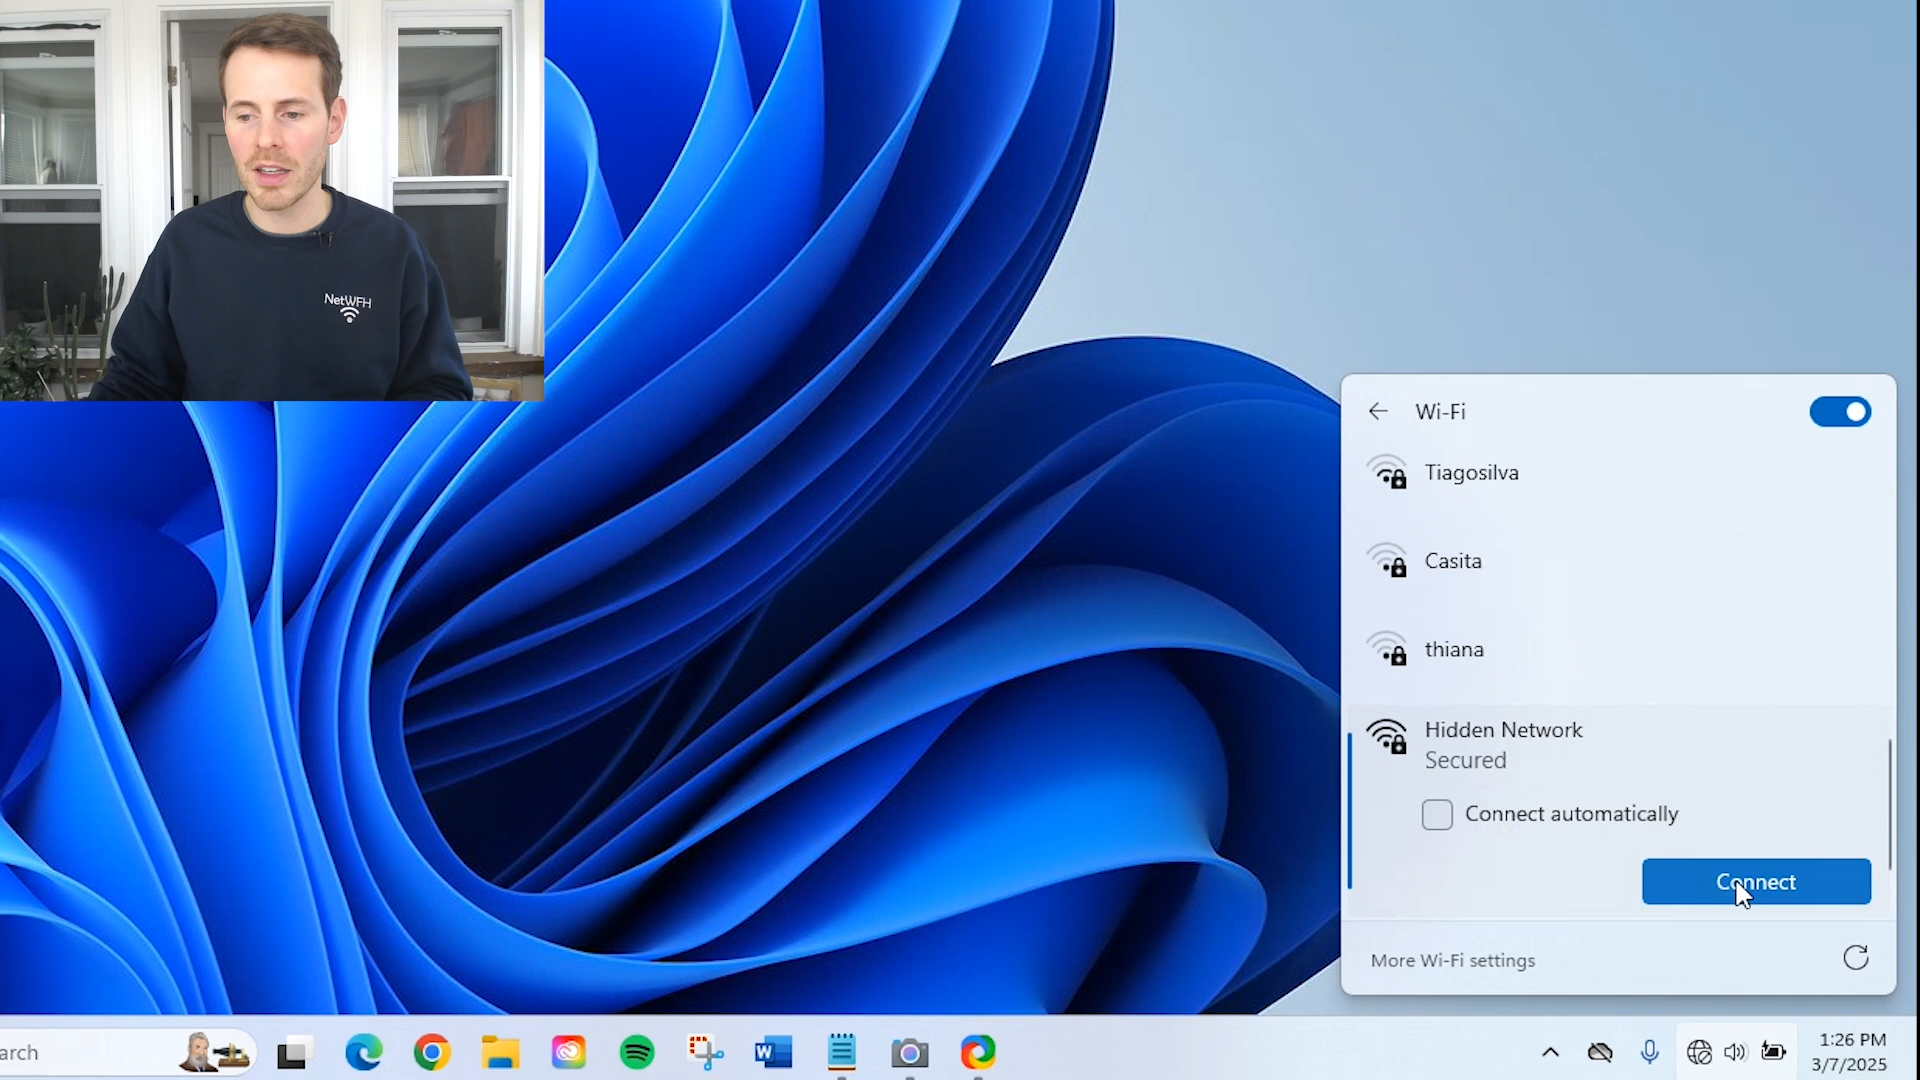 NetWFH
Wi-Fi
Tiagosilva
Casita
thiana
Hidden Network
Secured
Connect automatically
Connect
More Wi-Fi settings
arch
W
1:26 PM
3/7/2025